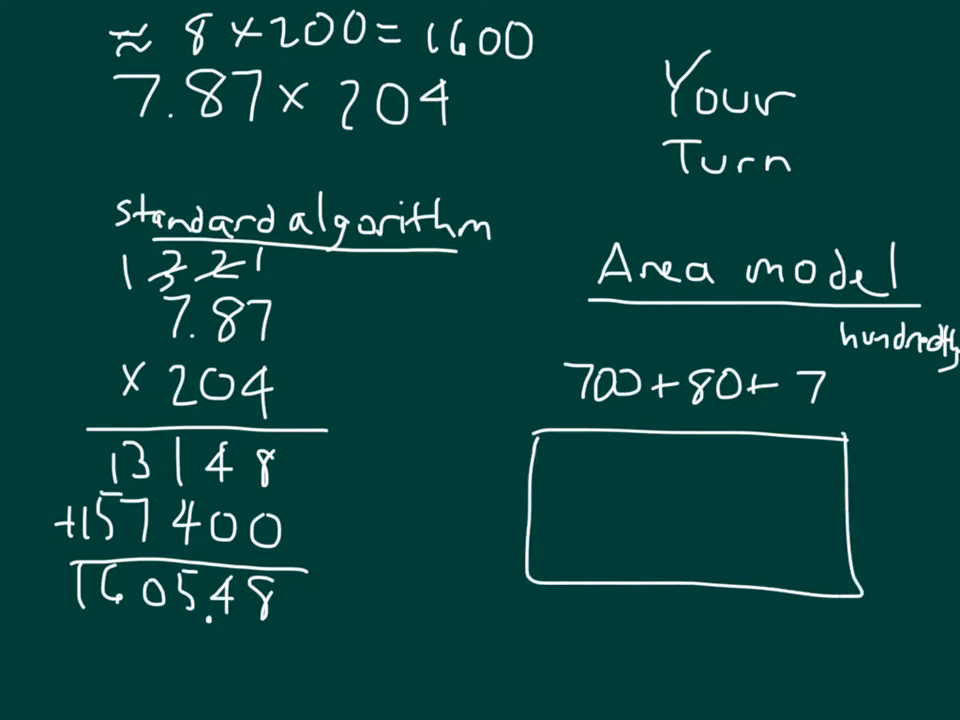 ≈ 8 × 200 = 1600
7.87 × 204
Your
Turn
standard algorithm
1 3 2 1
7.87
× 204
13148
+157400
1605.48
Area model
hundredths
700 + 80 + 7